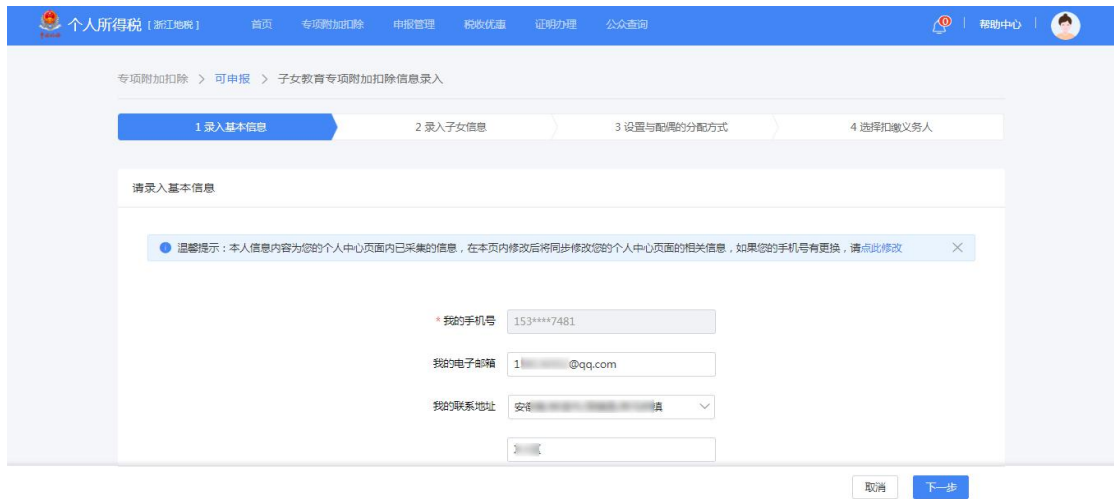 个人所得税 [ 浙江地税 ] 首页 专项附加扣除 申报管理 税收优惠 证明办理 公众查询 0 帮助中心
专项附加扣除 > 可申报 > 子女教育专项附加扣除信息录入
1 录入基本信息 2 录入子女信息 3 设置与配偶的分配方式 4 选择扣缴义务人
请录入基本信息
温馨提示：本人信息内容为您的个人中心页面内已采集的信息，在本页内修改后将同步修改您的个人中心页面的相关信息，如果您的手机号有更换，请点此修改
* 我的手机号 153****7481
我的电子邮箱 1 @qq.com
我的联系地址 安 镇
取消 下一步